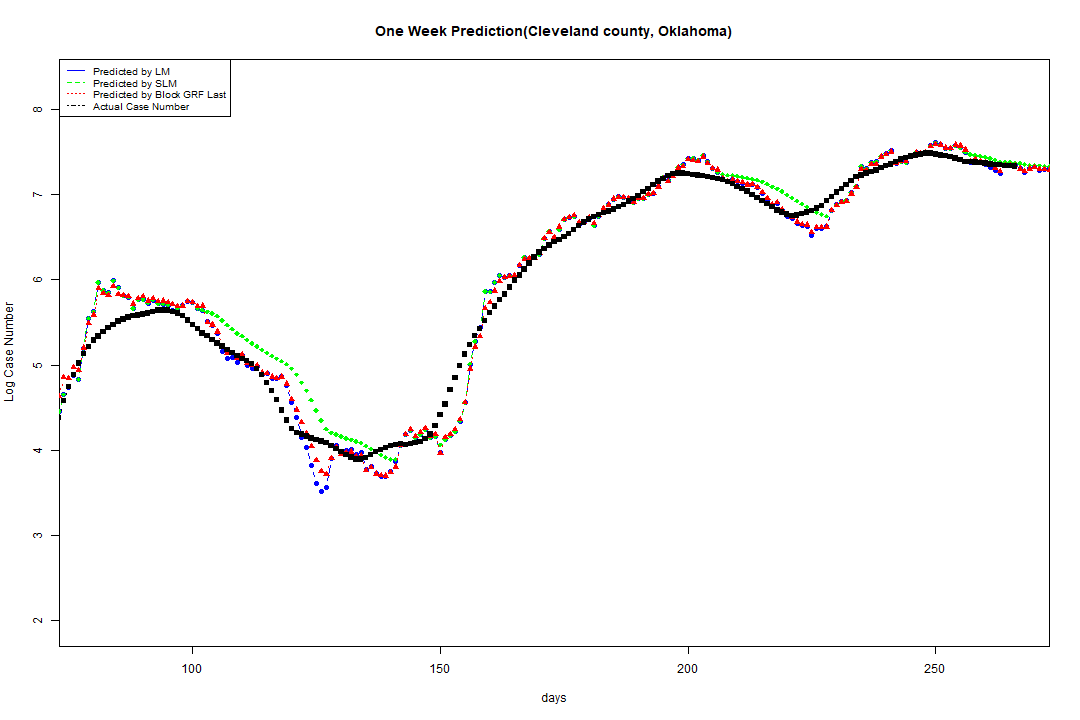 One Week Prediction(Cleveland county, Oklahoma)
Predicted by LM
Predicted by SLM
Predicted by Block GRF Last
Actual Case Number
8
7
6
5
4
3
2
Log Case Number
100 150 200 250
days